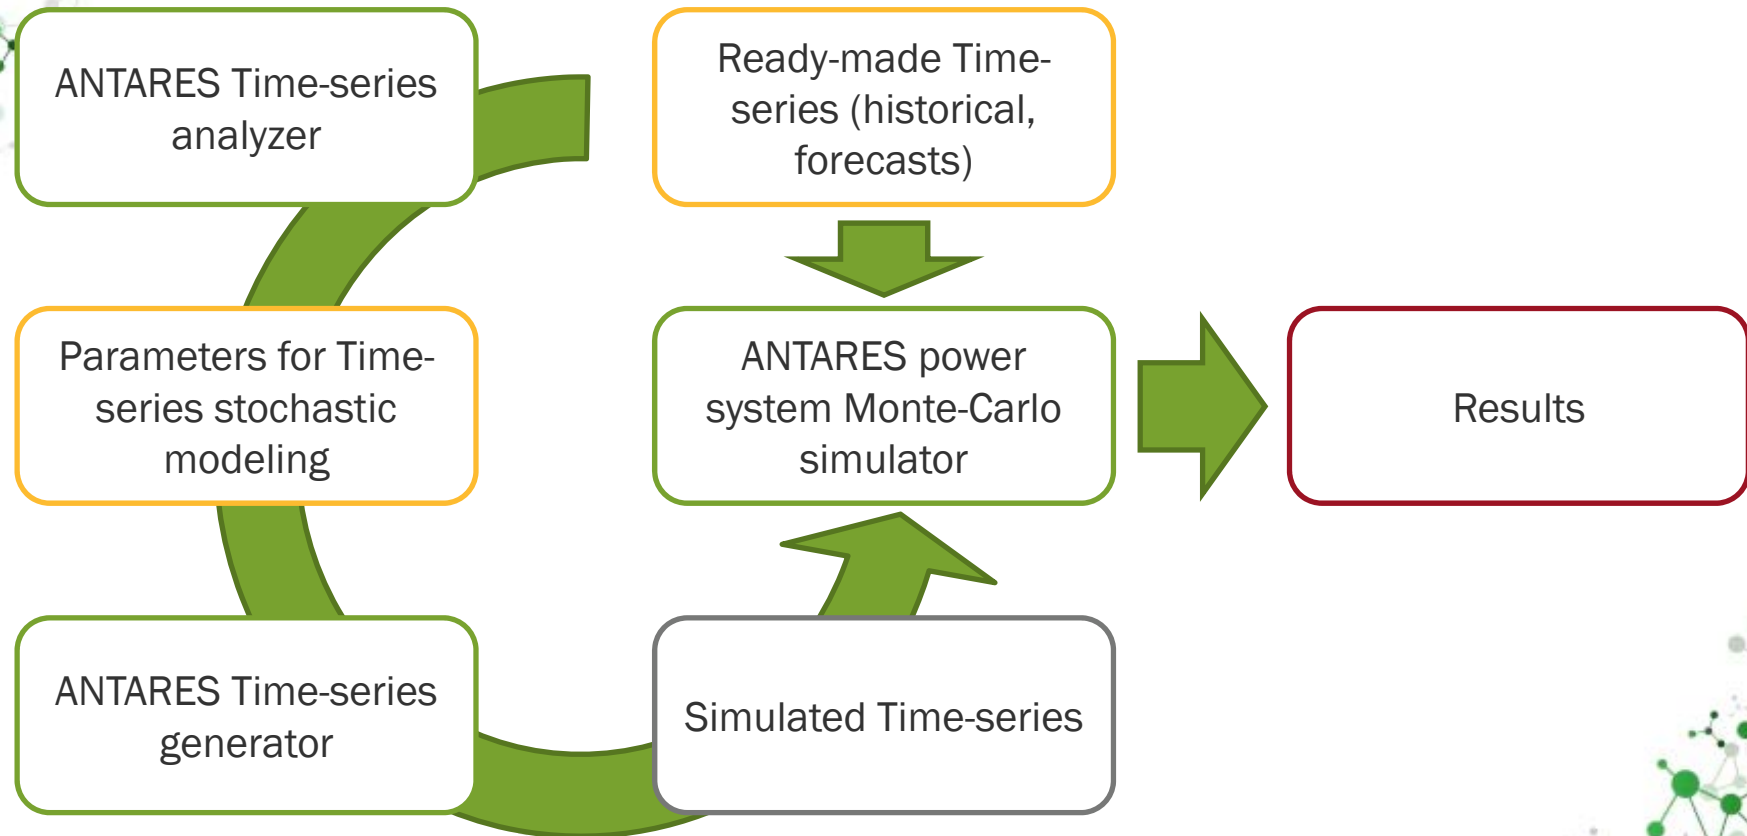 ANTARES Time-series
analyzer
Ready-made Time-
series (historical,
forecasts)
Parameters for Time-
series stochastic
modeling
ANTARES power
system Monte-Carlo
simulator
Results
ANTARES Time-series
generator
Simulated Time-series